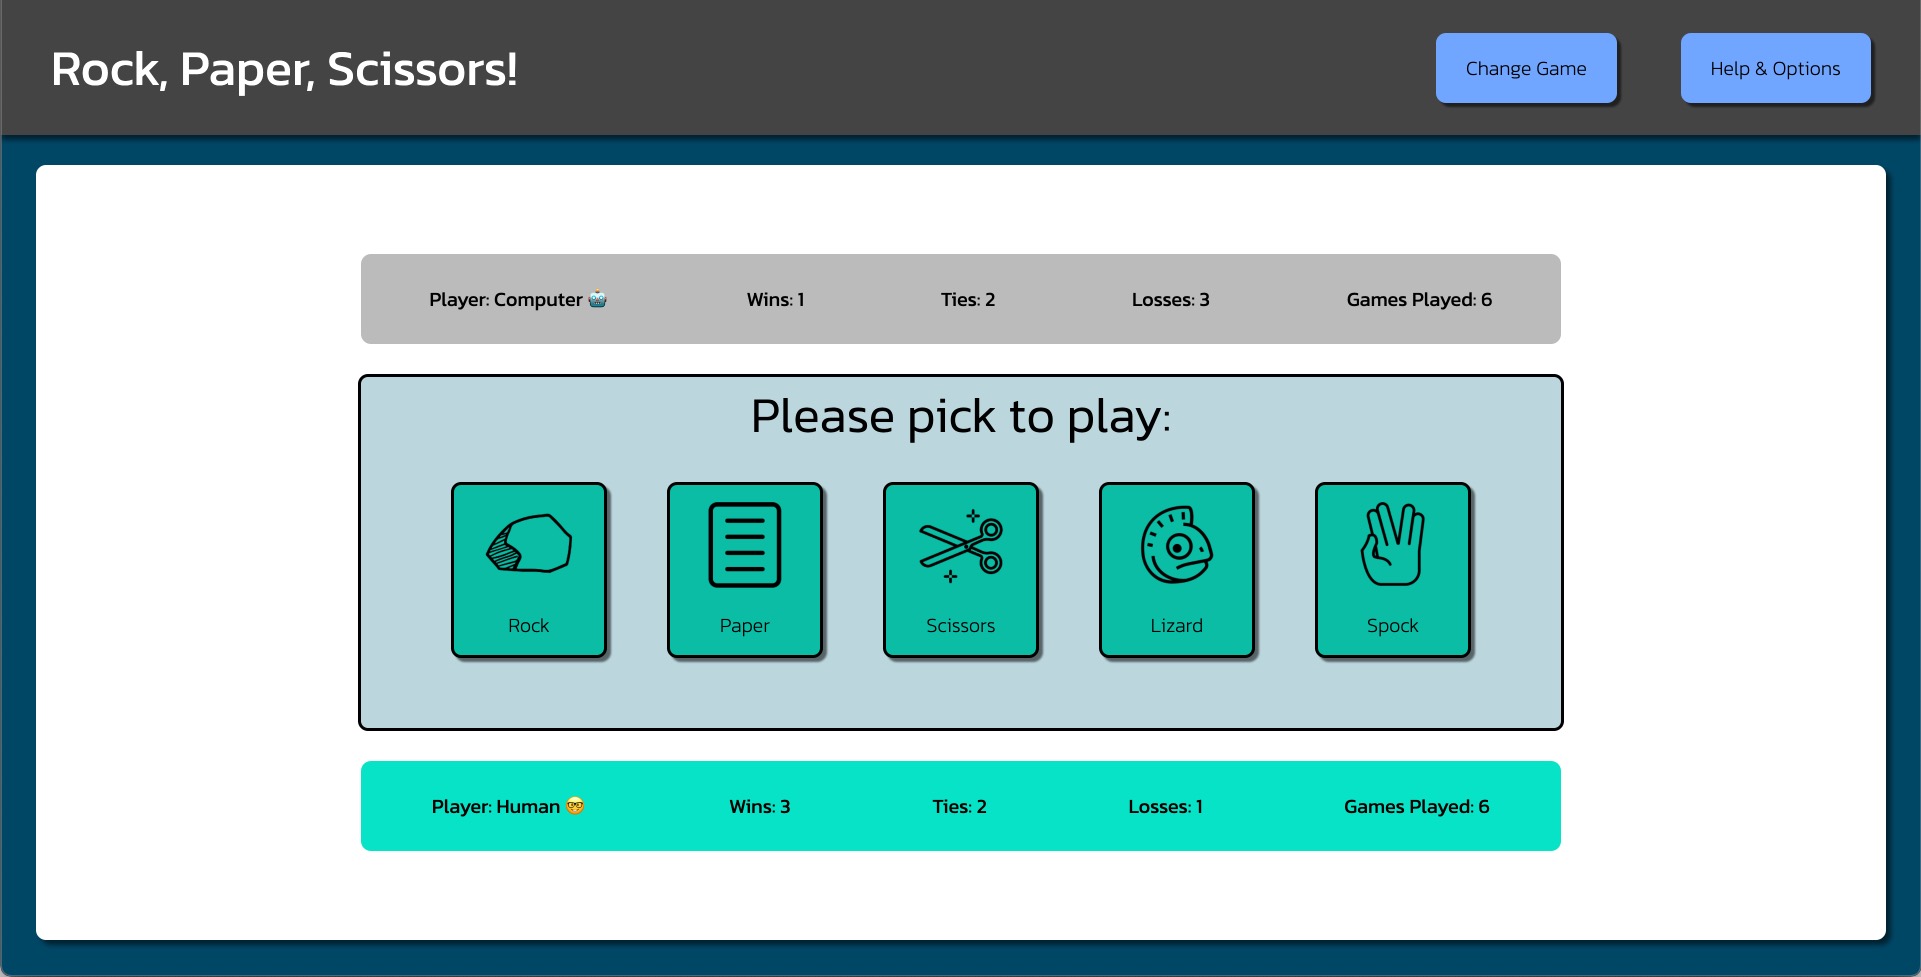 Rock, Paper, Scissors!
Change Game
Help & Options
Player: Computer 🤖 Wins: 1 Ties: 2 Losses: 3 Games Played: 6
Please pick to play:
Rock Paper Scissors Lizard Spock
Player: Human 🤓 Wins: 3 Ties: 2 Losses: 1 Games Played: 6